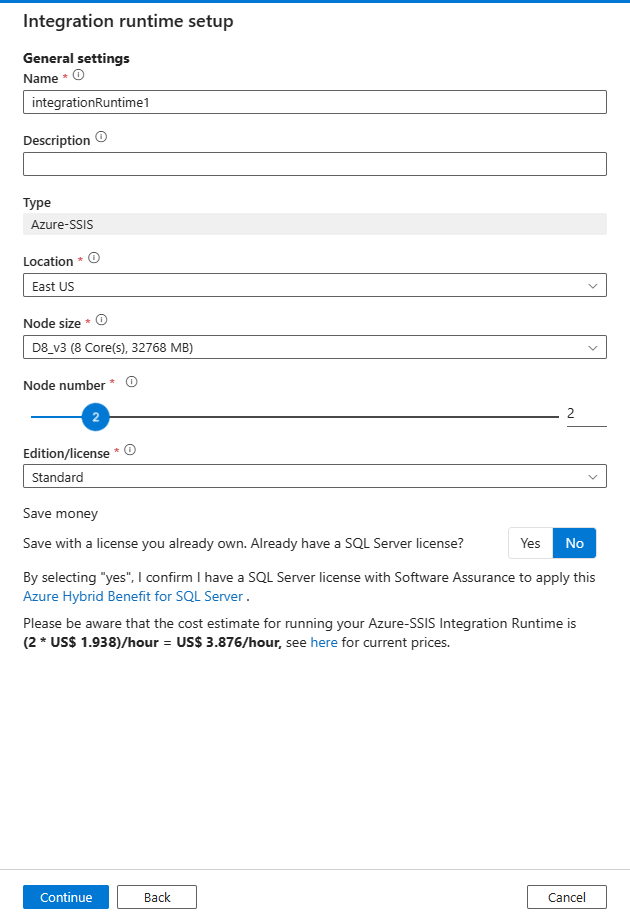 Integration runtime setup
General settings
Name *
integrationRuntime1
Description
Type
Azure-SSIS
Location *
East US
Node size *
D8_v3 (8 Core(s), 32768 MB)
Node number *
2 2
Edition/license *
Standard
Save money
Save with a license you already own. Already have a SQL Server license? Yes No
By selecting "yes", I confirm I have a SQL Server license with Software Assurance to apply this
Azure Hybrid Benefit for SQL Server .
Please be aware that the cost estimate for running your Azure-SSIS Integration Runtime is
(2 * US$ 1.938)/hour = US$ 3.876/hour, see here for current prices.
Continue Back Cancel